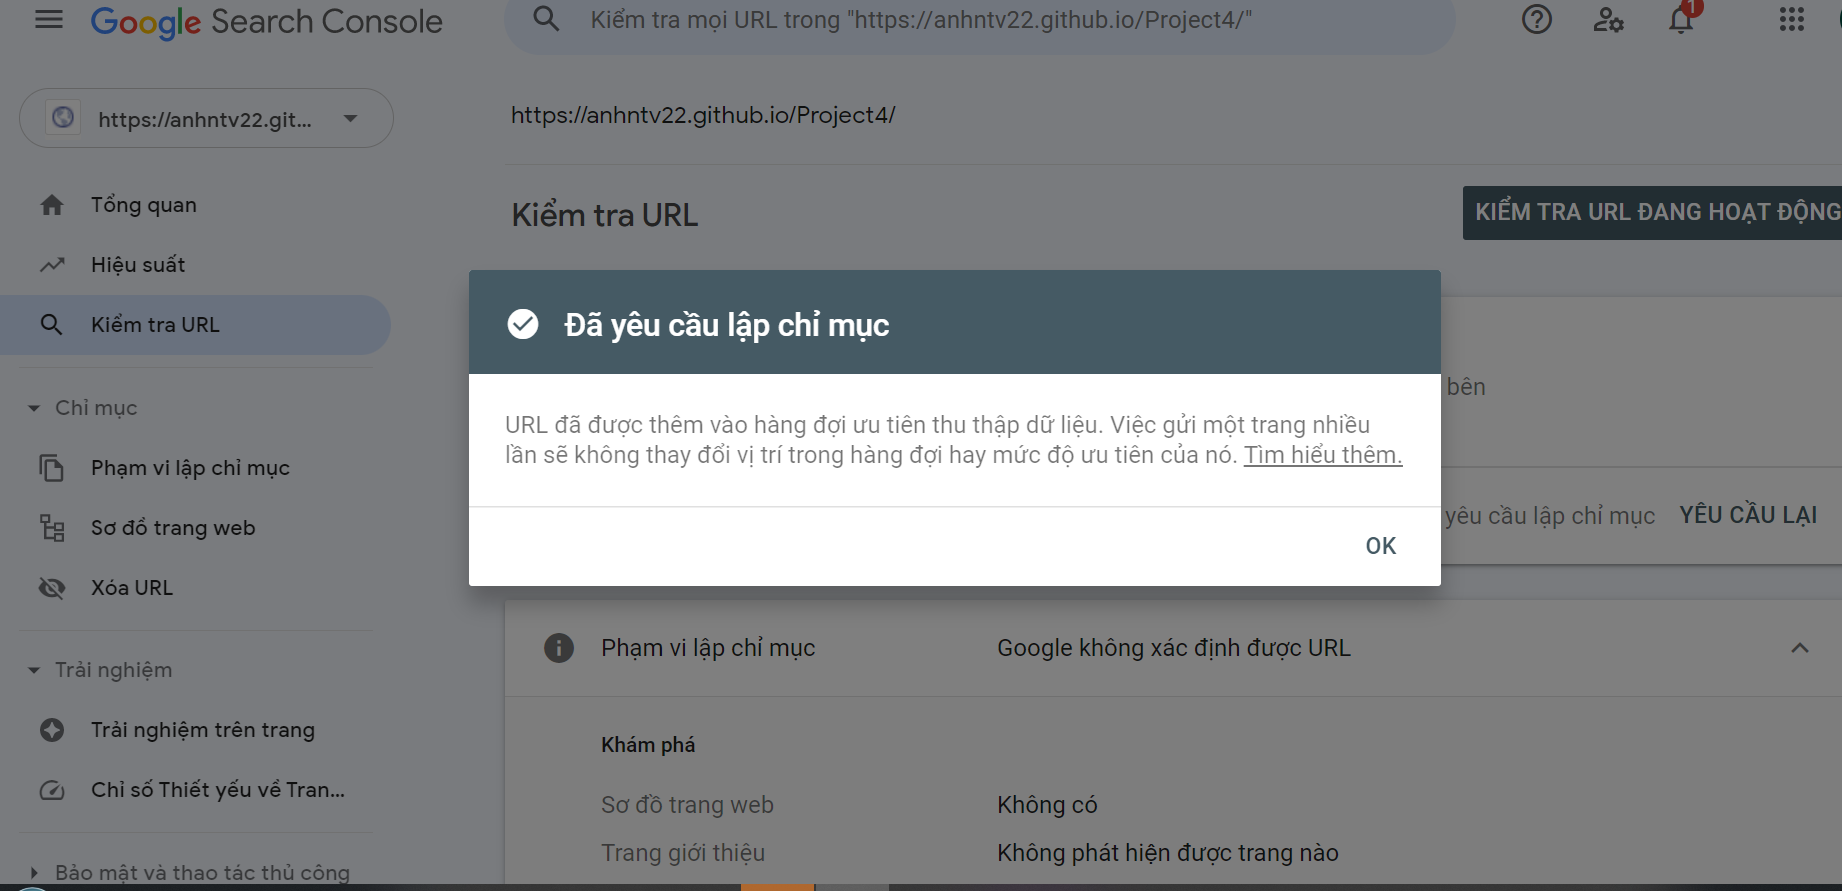 Google Search Console
Kiểm tra mọi URL trong "https://anhntv22.github.io/Project4/"
1
https://anhntv22.git...
https://anhntv22.github.io/Project4/
Tổng quan
Kiểm tra URL
KIỂM TRA URL ĐANG HOẠT ĐỘNG
Hiệu suất
Kiểm tra URL
Đã yêu cầu lập chỉ mục
bên
Chỉ mục
URL đã được thêm vào hàng đợi ưu tiên thu thập dữ liệu. Việc gửi một trang nhiều
lần sẽ không thay đổi vị trí trong hàng đợi hay mức độ ưu tiên của nó. Tìm hiểu thêm.
Phạm vi lập chỉ mục
yêu cầu lập chỉ mục
YÊU CẦU LẠI
Sơ đồ trang web
OK
Xóa URL
Phạm vi lập chỉ mục
Google không xác định được URL
Trải nghiệm
Trải nghiệm trên trang
Khám phá
Chỉ số Thiết yếu về Tran...
Sơ đồ trang web
Không có
Trang giới thiệu
Không phát hiện được trang nào
Bảo mật và thao tác thủ công